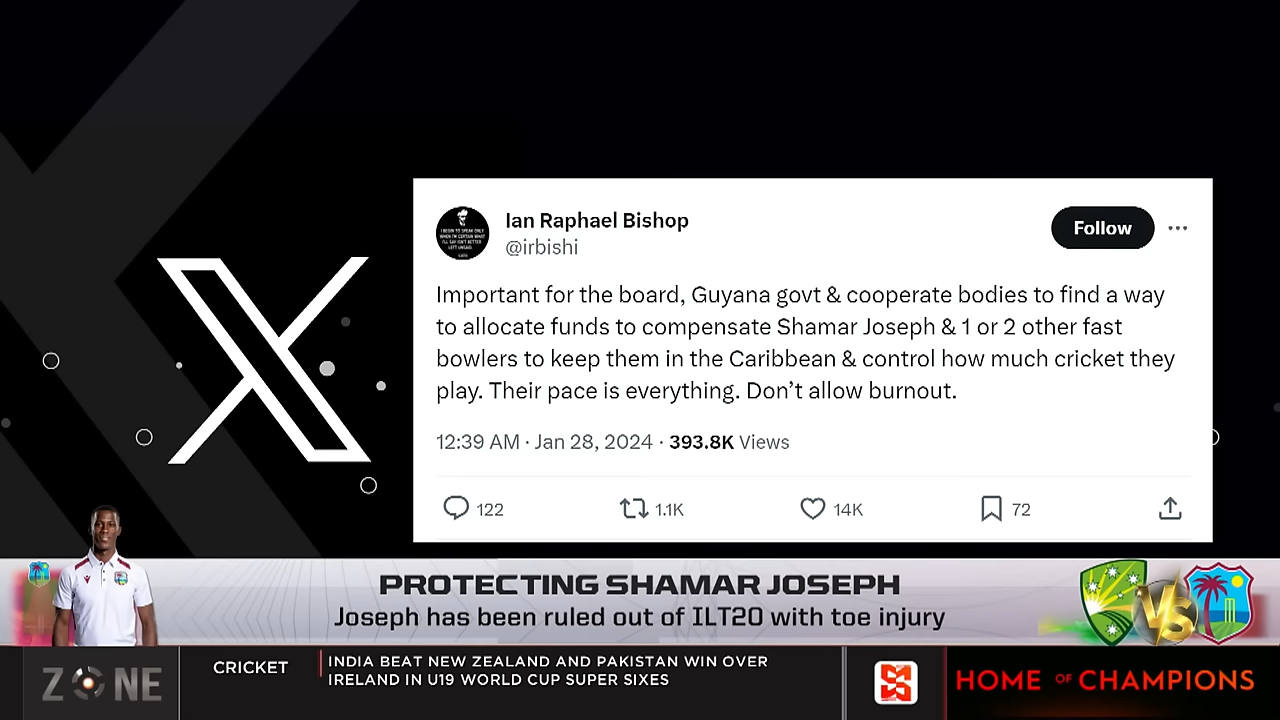 Ian Raphael Bishop
@irbishi
Follow
Important for the board, Guyana govt & cooperate bodies to find a way
to allocate funds to compensate Shamar Joseph & 1 or 2 other fast
bowlers to keep them in the Caribbean & control how much cricket they
play. Their pace is everything. Don’t allow burnout.
12:39 AM · Jan 28, 2024 · 393.8K Views
122
1.1K
14K
72
PROTECTING SHAMAR JOSEPH
Joseph has been ruled out of ILT20 with toe injury
VS
ZONE
CRICKET
INDIA BEAT NEW ZEALAND AND PAKISTAN WIN OVER
IRELAND IN U19 WORLD CUP SUPER SIXES
HOME OF CHAMPIONS